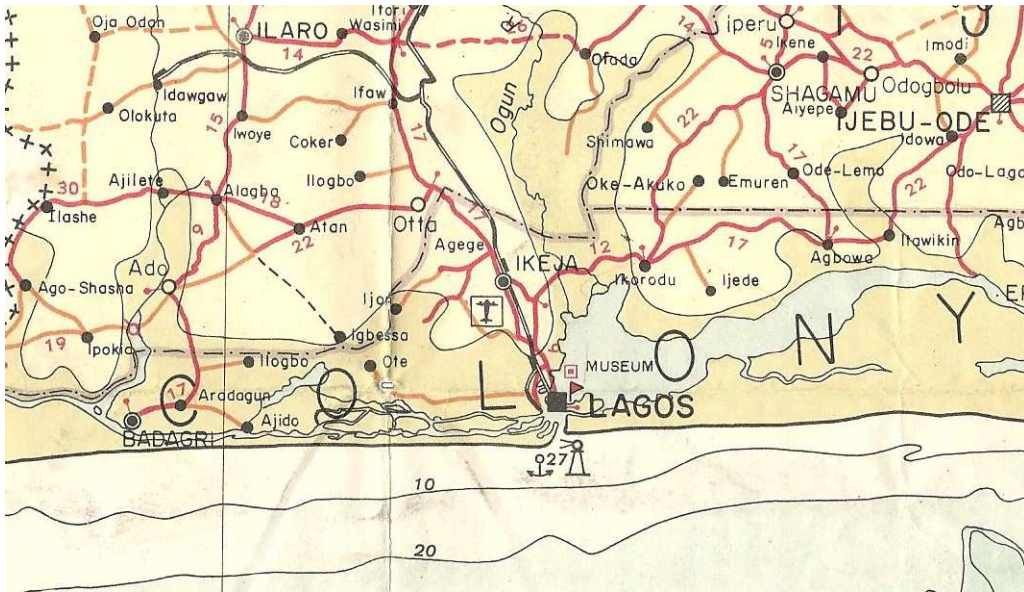 Itori
Wasimi
Oja Odan
ILARO
14
26
Ofada
14
Iperu
5
Ikene
22
Imodi
SHAGAMU
Odogbolu
Aiyepe
IJEBU-ODE
Idowa
Idawgaw
Olokuta
15
Iwoye
Ifaw
Coker
17
Ogun
Shimawa
22
17
Ode-Lemo
22
Odo-Lago
30
Ajilete
Alagba
18
Ilogbo
Oke-Akuko
Emuren
Ilashe
9
Atan
22
Otta
17
Agege
12
17
Itawikin
Agb
Agbowa
Ado
Ago-Shasha
IKEJA
Ikorodu
Ijede
Ijon
Igbessa
19
Ipokia
Ilogbo
Ote
9
MUSEUM
C O L O N Y
17
Aradagun
LAGOS
BADAGRI
Ajido
27
10
20